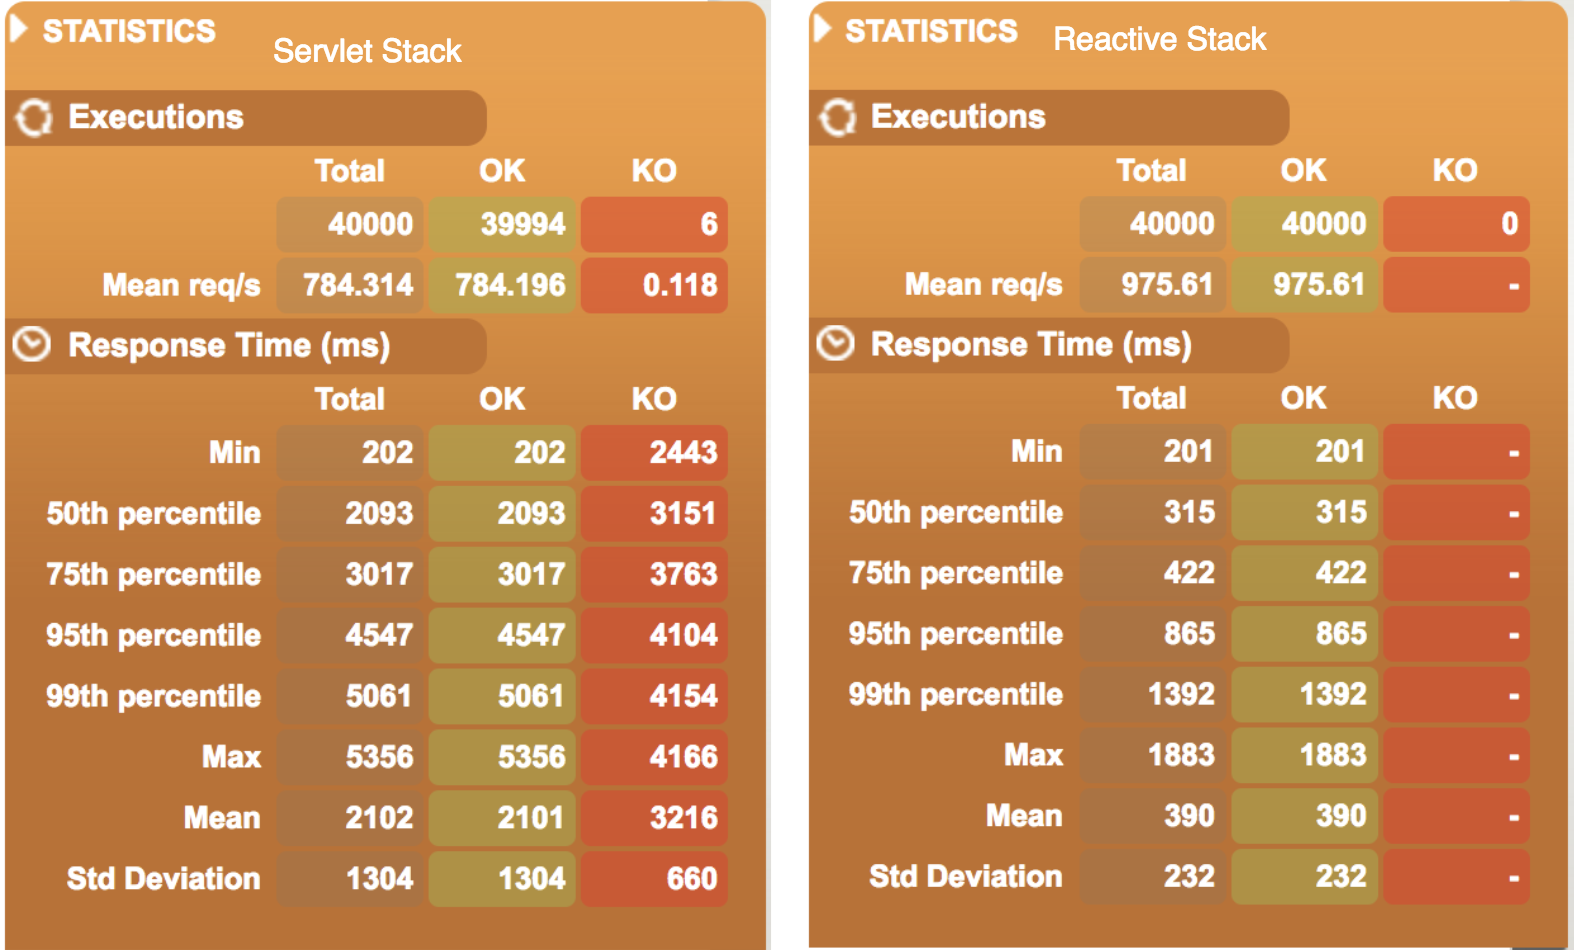 STATISTICS
Servlet Stack
Executions
Total OK KO
40000 39994 6
Mean req/s 784.314 784.196 0.118
Response Time (ms)
Total OK KO
Min 202 202 2443
50th percentile 2093 2093 3151
75th percentile 3017 3017 3763
95th percentile 4547 4547 4104
99th percentile 5061 5061 4154
Max 5356 5356 4166
Mean 2102 2101 3216
Std Deviation 1304 1304 660
STATISTICS
Reactive Stack
Executions
Total OK KO
40000 40000 0
Mean req/s 975.61 975.61 -
Response Time (ms)
Total OK KO
Min 201 201 -
50th percentile 315 315 -
75th percentile 422 422 -
95th percentile 865 865 -
99th percentile 1392 1392 -
Max 1883 1883 -
Mean 390 390 -
Std Deviation 232 232 -